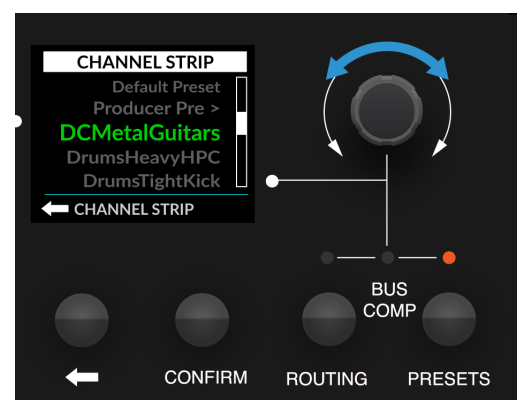 CHANNEL STRIP
Default Preset
Producer Pre >
DCMetalGuitars
DrumsHeavyHPC
DrumsTightKick
CHANNEL STRIP
BUS
COMP
CONFIRM
ROUTING
PRESETS